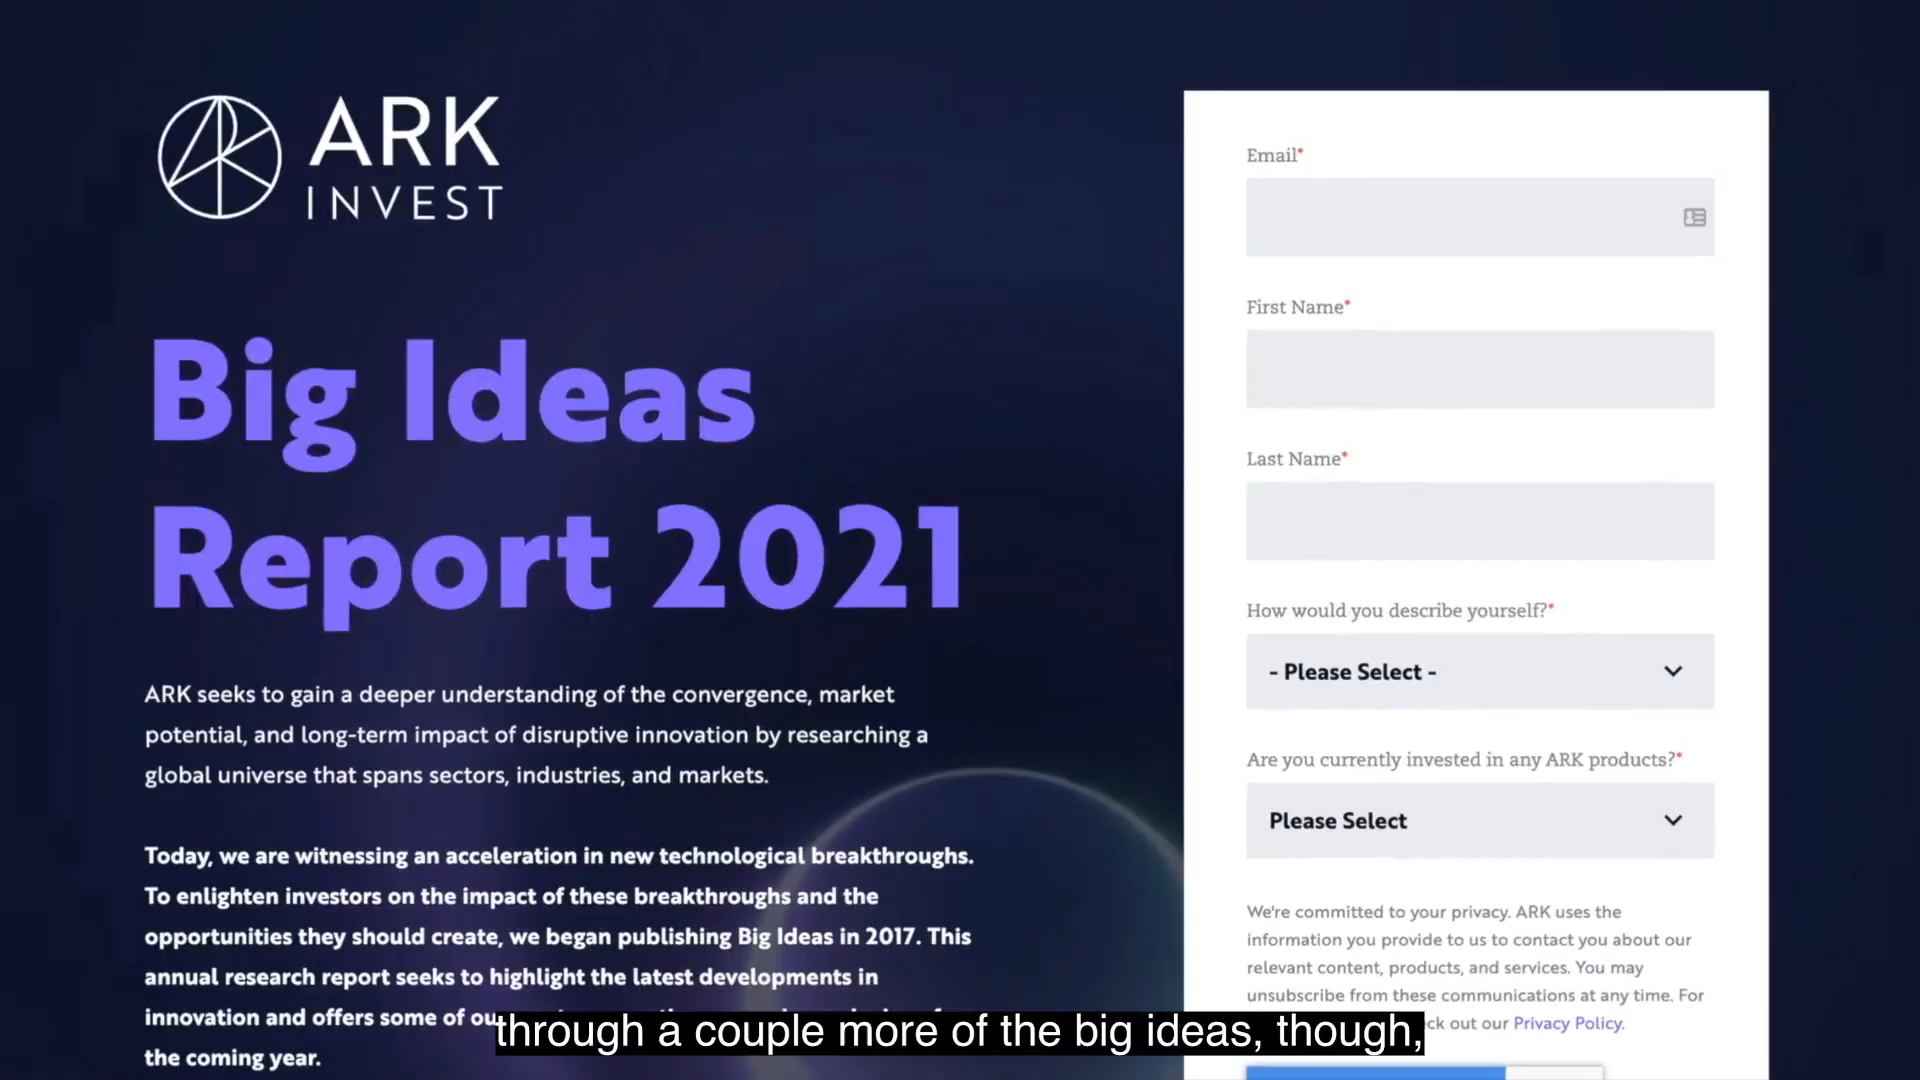 ARK
INVEST
Big Ideas
Report 2021
ARK seeks to gain a deeper understanding of the convergence, market
potential, and long-term impact of disruptive innovation by researching a
global universe that spans sectors, industries, and markets.
Today, we are witnessing an acceleration in new technological breakthroughs.
To enlighten investors on the impact of these breakthroughs and the
opportunities they should create, we began publishing Big Ideas in 2017. This
annual research report seeks to highlight the latest developments in
innovation and offers some of
the coming year.
Email*
First Name*
Last Name*
How would you describe yourself?*
- Please Select -
Are you currently invested in any ARK products?*
Please Select
We're committed to your privacy. ARK uses the
information you provide to us to contact you about our
relevant content, products, and services. You may
unsubscribe from these communications at any time. For
out our Privacy Policy.
through a couple more of the big ideas, though,